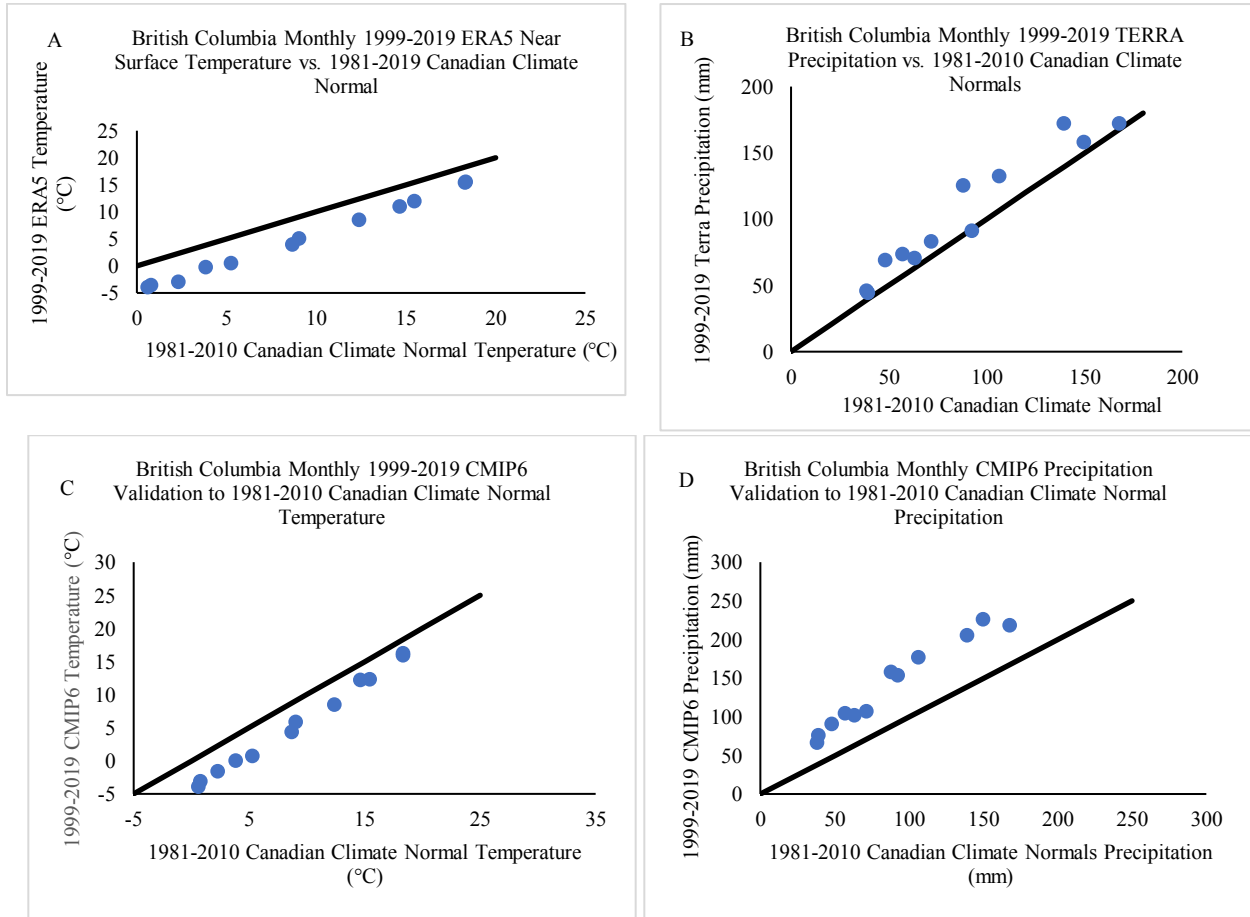 A
British Columbia Monthly 1999-2019 ERA5 Near
Surface Temperature vs. 1981-2019 Canadian Climate
Normal
1999-2019 ERA5 Temperature
(°C)
25
20
15
10
5
0
-5
0 5 10 15 20 25
1981-2010 Canadian Climate Normal Tenperature (°C)
B
British Columbia Monthly 1999-2019 TERRA
Precipitation vs. 1981-2010 Canadian Climate
Normals
1999-2019 Terra Precipitation (mm)
200
150
100
50
0
0 50 100 150 200
1981-2010 Canadian Climate Normal
C
British Columbia Monthly 1999-2019 CMIP6
Validation to 1981-2010 Canadian Climate Normal
Temperature
1999-2019 CMIP6 Temperature (°C)
30
25
20
15
10
5
0
-5
-5 5 15 25 35
1981-2010 Canadian Climate Normal Temperature
(°C)
D
British Columbia Monthly CMIP6 Precipitation
Validation to 1981-2010 Canadian Climate Normal
Precipitation
1999-2019 CMIP6 Precipitation (mm)
300
250
200
150
100
50
0
0 50 100 150 200 250 300
1981-2010 Canadian Climate Normals Precipitation
(mm)